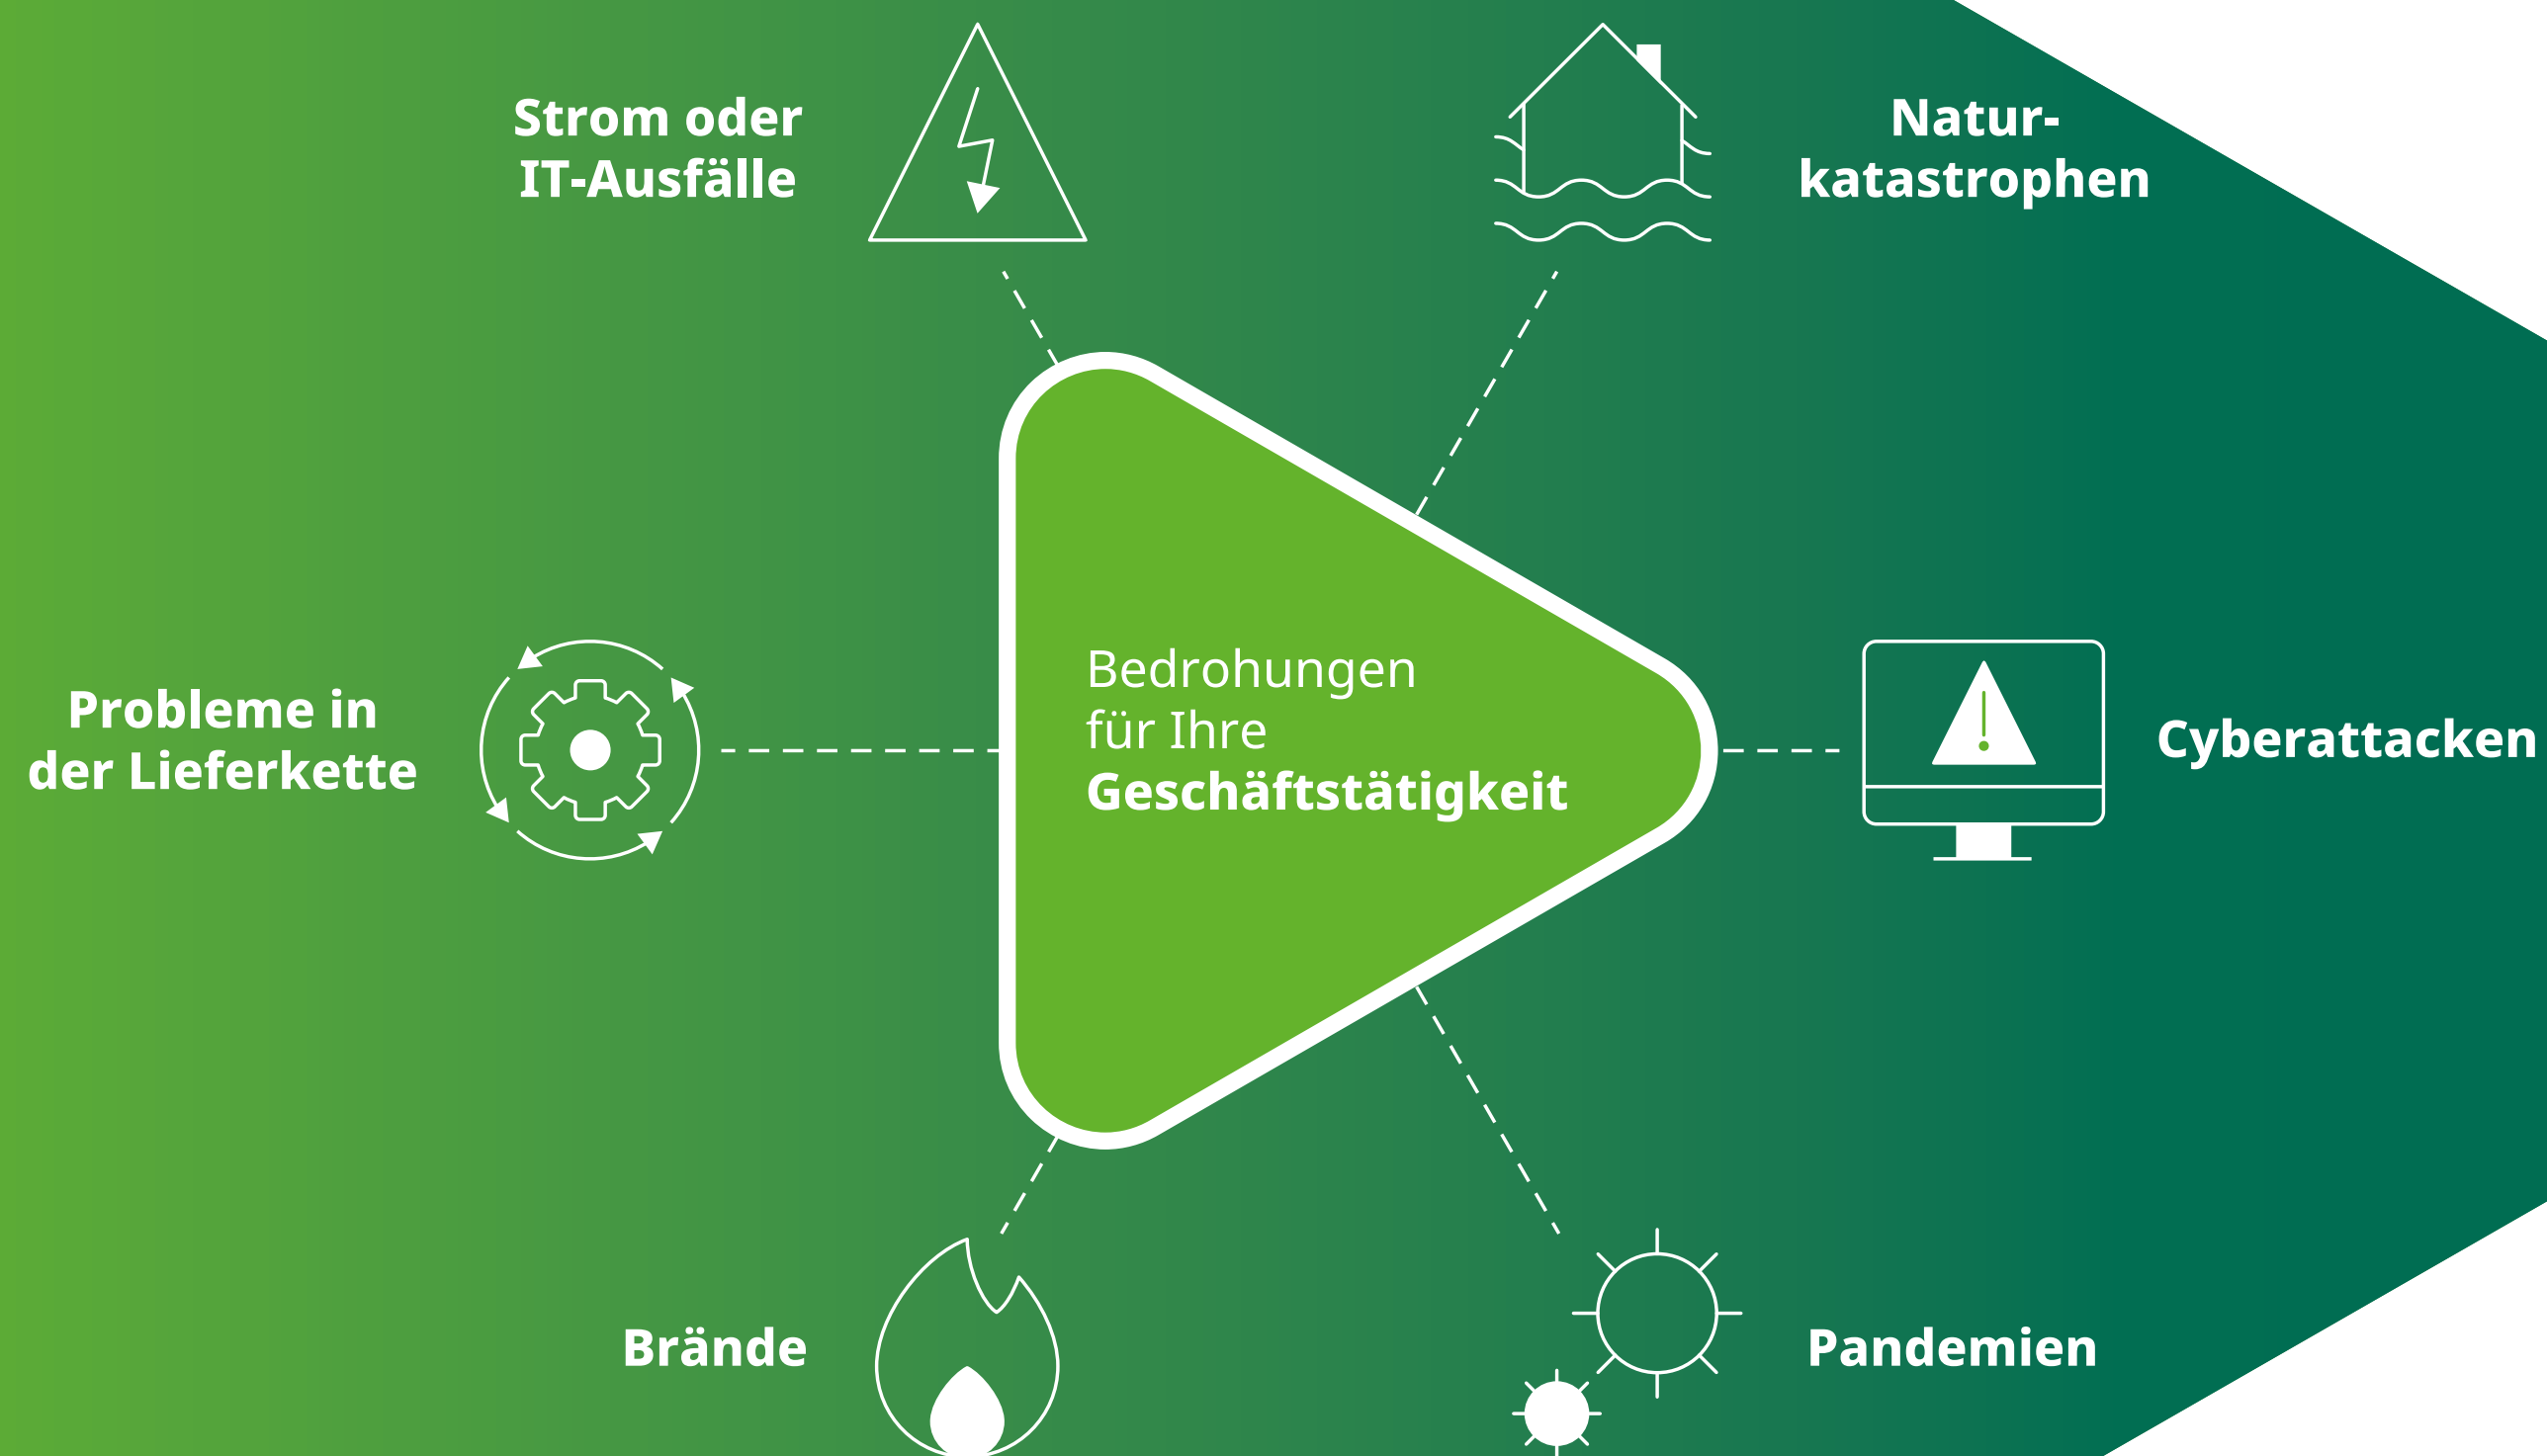 Strom oder
IT-Ausfälle
Natur-
katastrophen
Probleme in
der Lieferkette
Bedrohungen
für Ihre
Geschäftstätigkeit
Cyberattacken
Brände
Pandemien